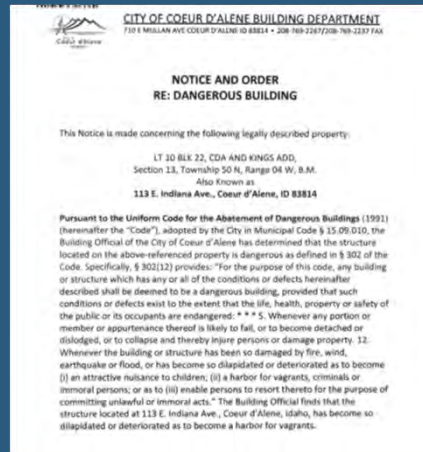 CITY OF COEUR D'ALENE BUILDING DEPARTMENT
710 E MULLAN AVE COEUR D'ALENE ID 83814 • 208-769-2267/208-769-2237 FAX
Coeur d'Alene
NOTICE AND ORDER
RE: DANGEROUS BUILDING
This Notice is made concerning the following legally described property:
LT 10 BLK 22, CDA AND KINGS ADD,
Section 13, Township 50 N, Range 04 W, B.M.
Also Known as
113 E. Indiana Ave., Coeur d'Alene, ID 83814
Pursuant to the Uniform Code for the Abatement of Dangerous Buildings (1991)
(hereinafter the "Code"), adopted by the City in Municipal Code § 15.09.010, the
Building Official of the City of Coeur d'Alene has determined that the structure
located on the above-referenced property is dangerous as defined in § 302 of the
Code. Specifically, § 302(12) provides: "For the purpose of this code, any building
or structure which has any or all of the conditions or defects hereinafter
described shall be deemed to be a dangerous building, provided that such
conditions or defects exist to the extent that the life, health, property or safety of
the public or its occupants are endangered: * * * 5. Whenever any portion or
member or appurtenance thereof is likely to fail, or to become detached or
dislodged, or to collapse and thereby injure persons or damage property. 12.
Whenever the building or structure has been so damaged by fire, wind,
earthquake or flood, or has become so dilapidated or deteriorated as to become
(i) an attractive nuisance to children; (ii) a harbor for vagrants, criminals or
immoral persons; or as to (iii) enable persons to resort thereto for the purpose of
committing unlawful or immoral acts." The Building Official finds that the
structure located at 113 E. Indiana Ave., Coeur d'Alene, Idaho, has become so
dilapidated or deteriorated as to become a harbor for vagrants.